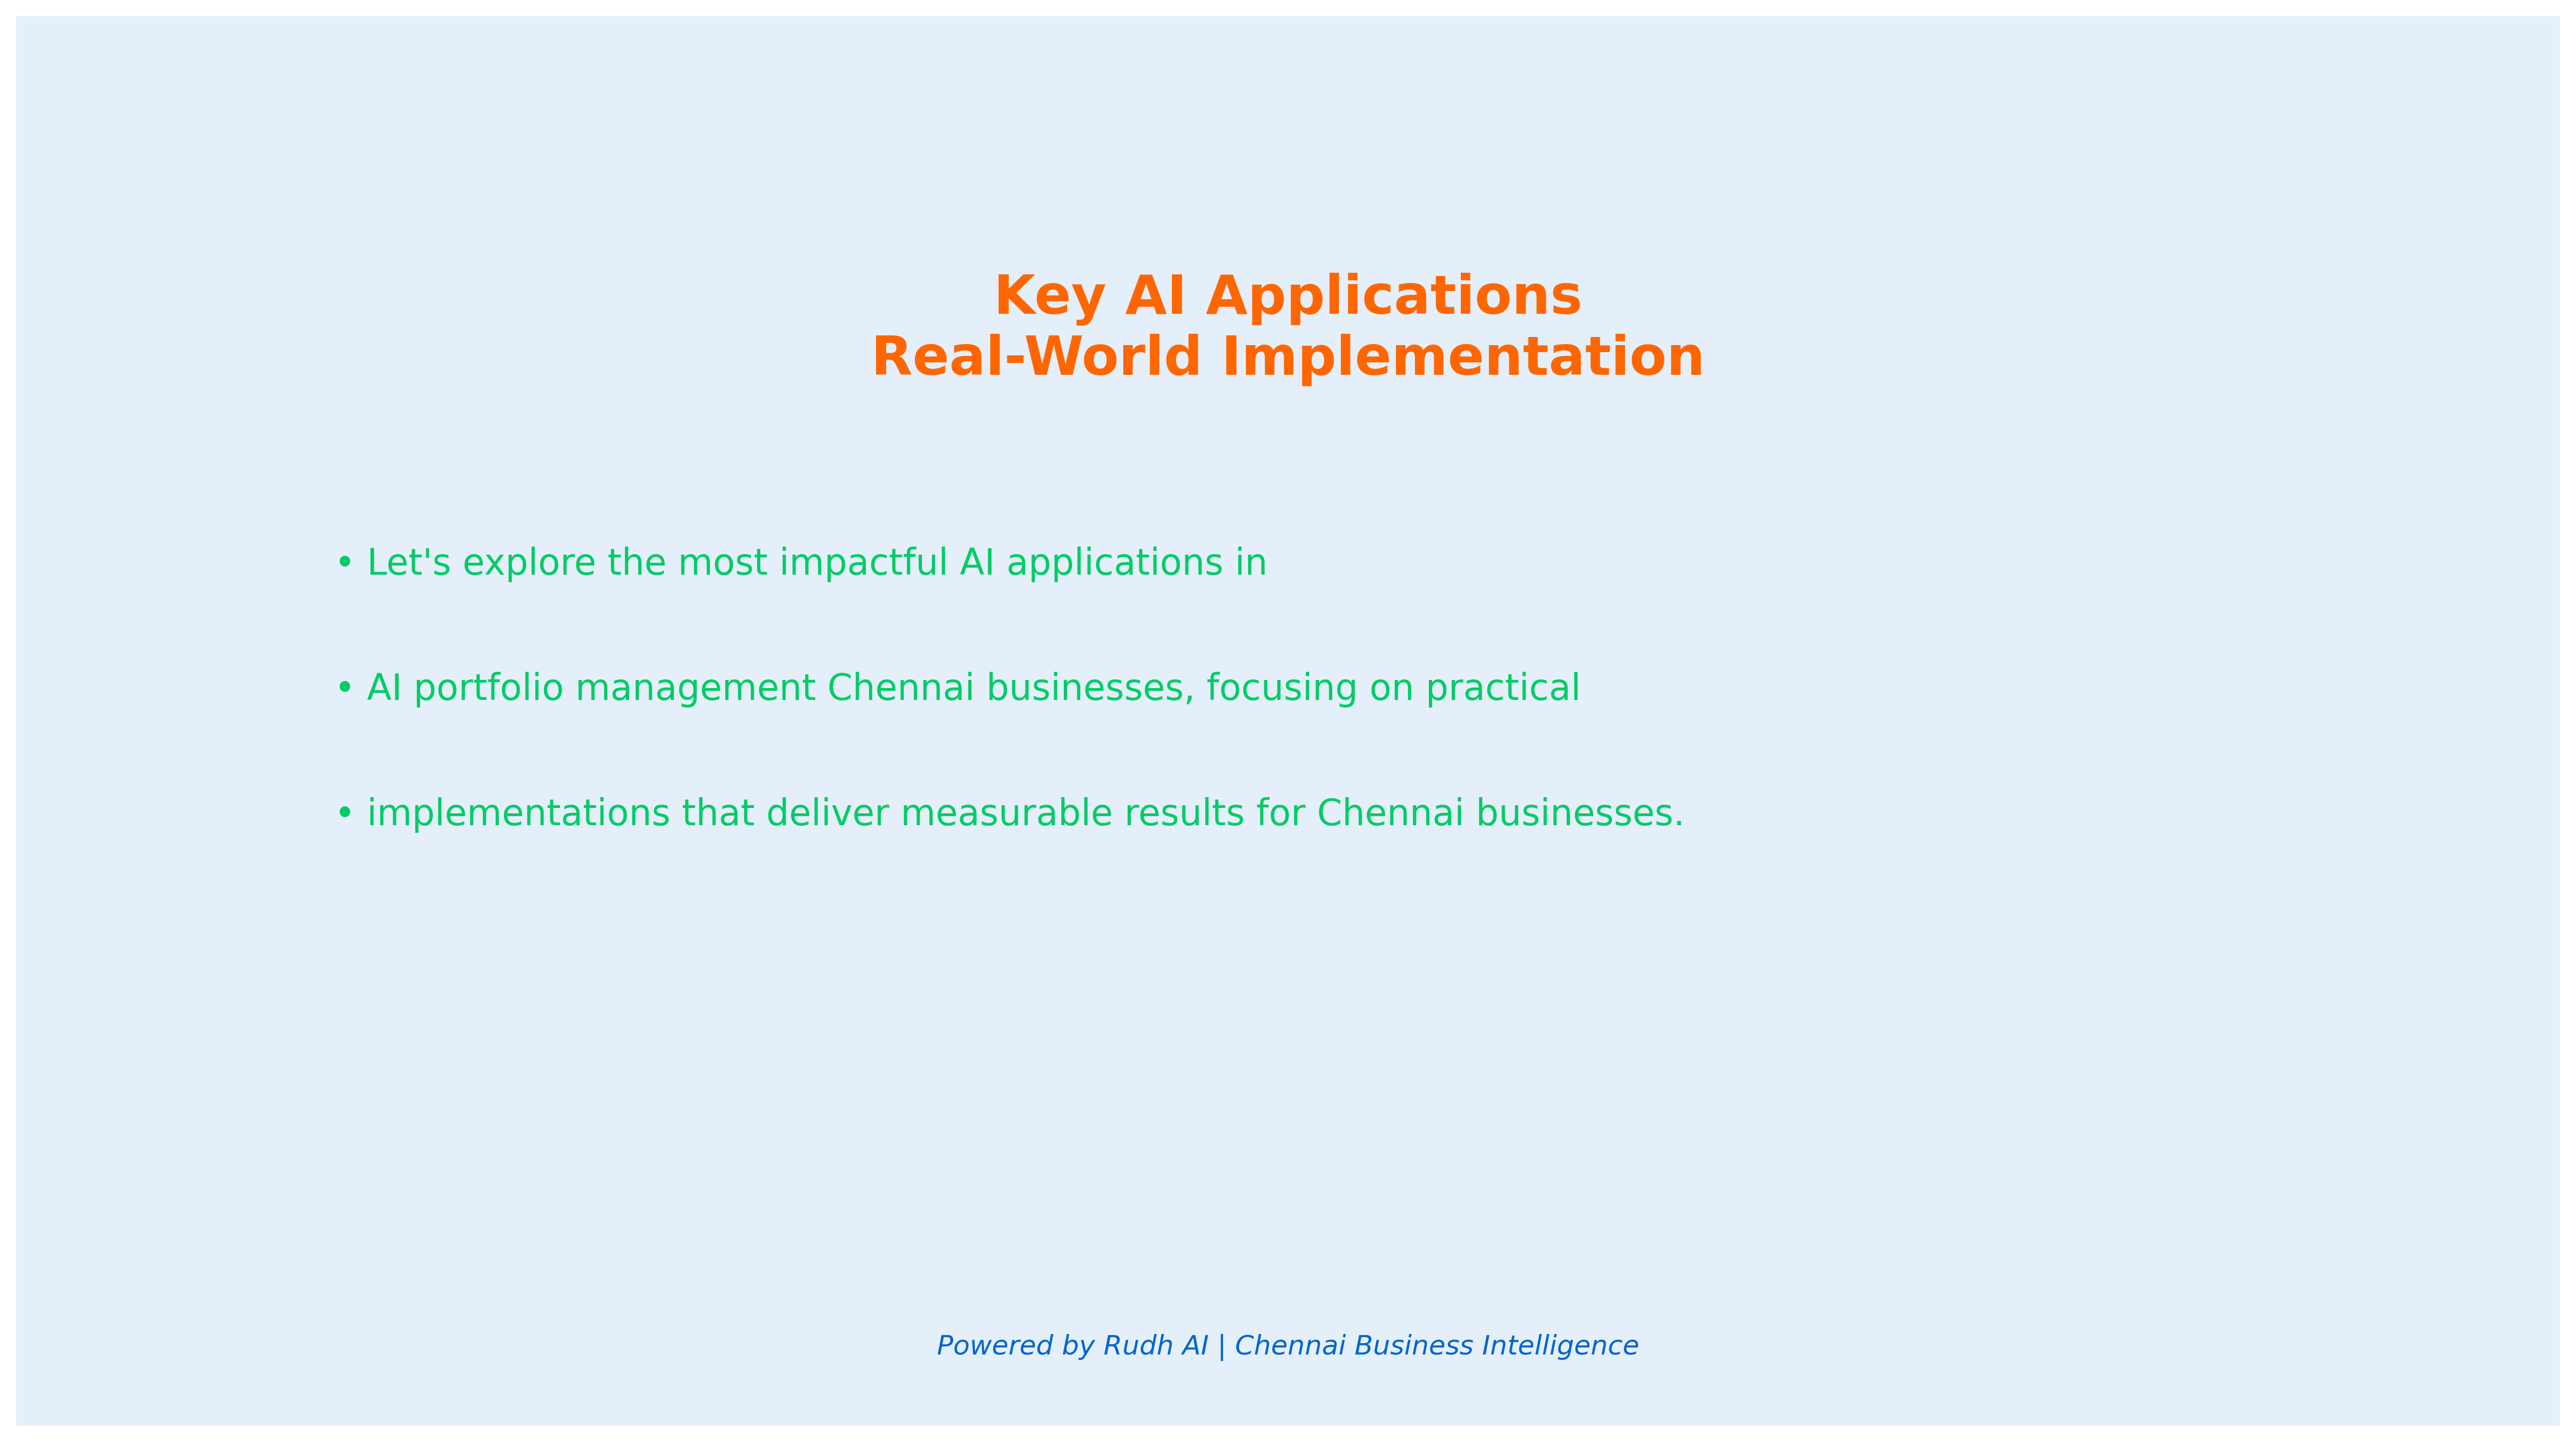 Key AI Applications
Real-World Implementation
• Let's explore the most impactful AI applications in
• AI portfolio management Chennai businesses, focusing on practical
• implementations that deliver measurable results for Chennai businesses.
Powered by Rudh AI | Chennai Business Intelligence